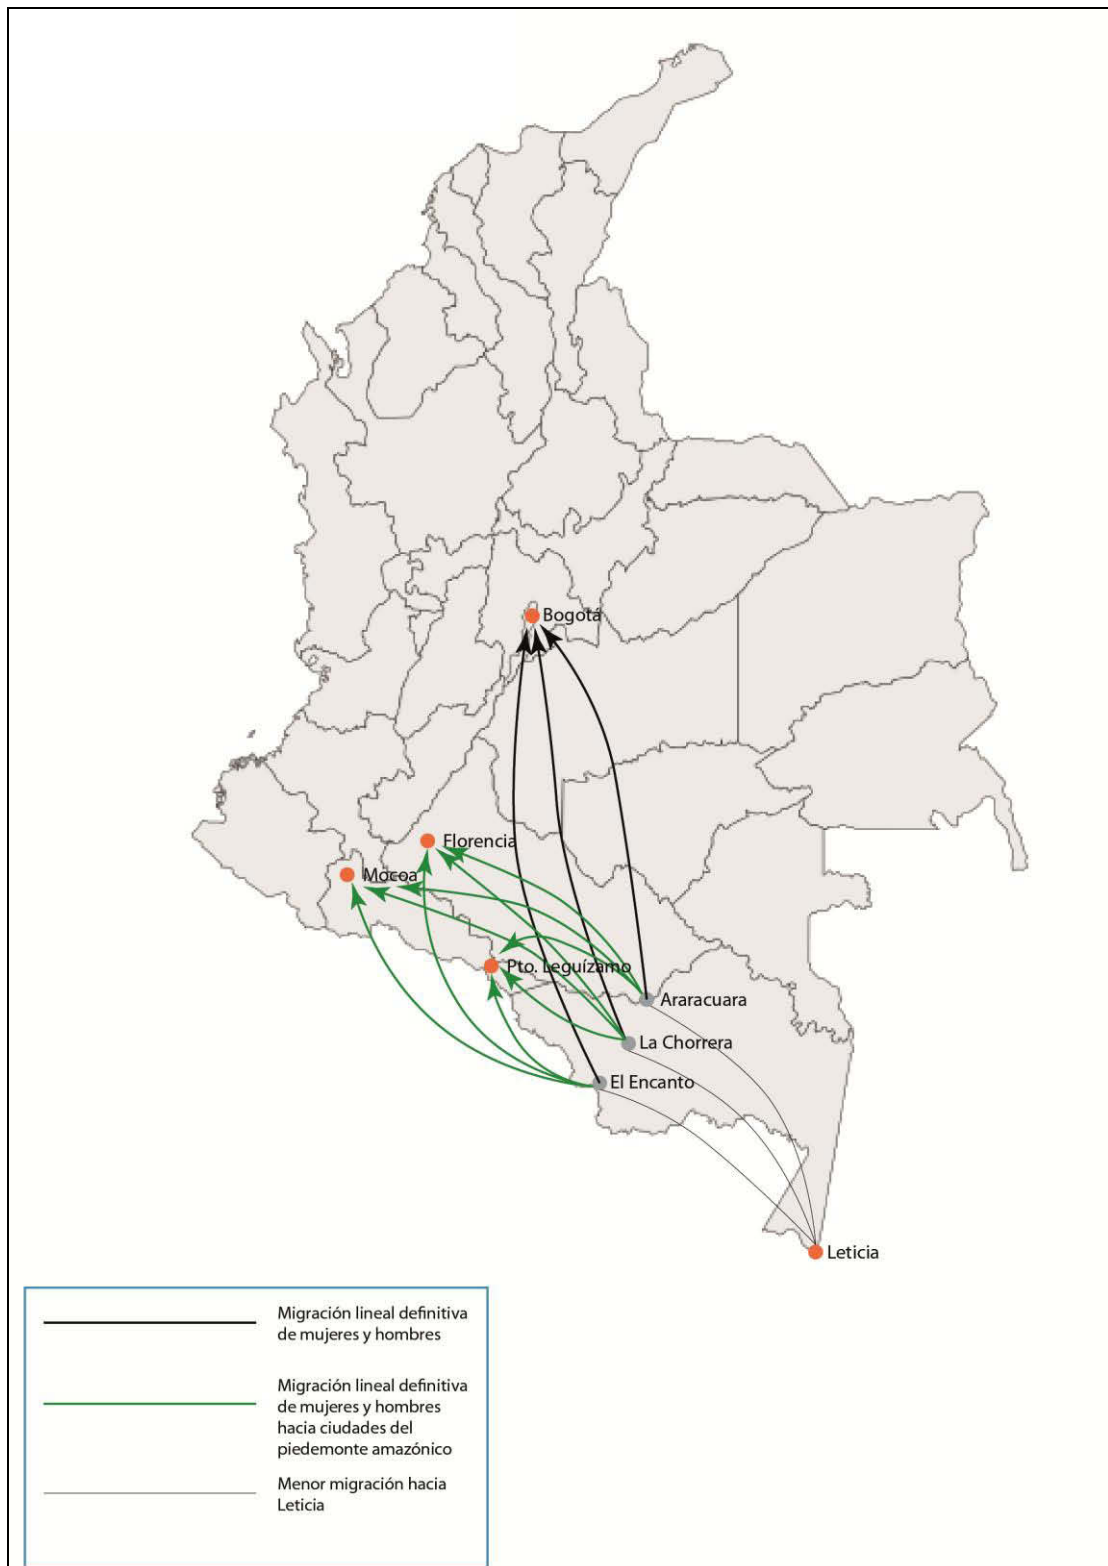 Bogotá
Florencia
Mocoa
Pto. Leguízamo
Araracuara
La Chorrera
El Encanto
Leticia
Migración lineal definitiva
de mujeres y hombres
Migración lineal definitiva
de mujeres y hombres
hacia ciudades del
piedemonte amazónico
Menor migración hacia
Leticia